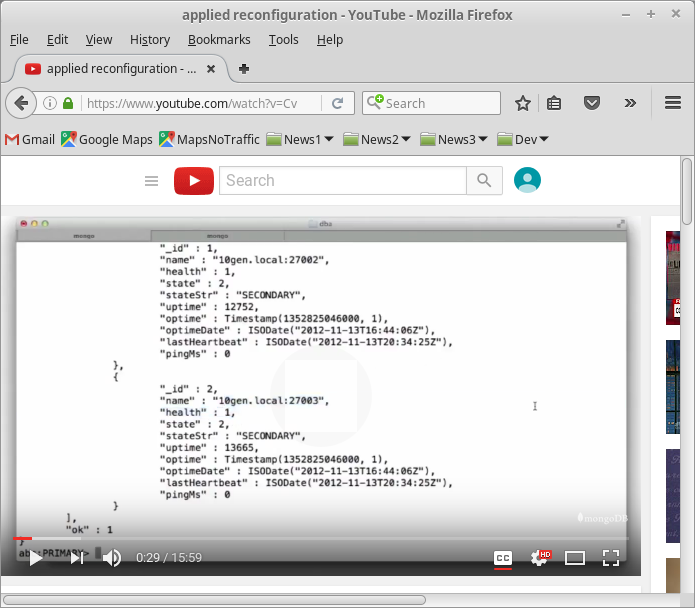 applied reconfiguration - YouTube - Mozilla Firefox
File Edit View History Bookmarks Tools Help
applied reconfiguration - ...
https://www.youtube.com/watch?v=Cv
Search
Gmail Google Maps MapsNoTraffic News1 News2 News3 Dev
Search
dba
mongo mongo
"_id" : 1,
"name" : "10gen.local:27002",
"health" : 1,
"state" : 2,
"stateStr" : "SECONDARY",
"uptime" : 12752,
"optime" : Timestamp(1352825046000, 1),
"optimeDate" : ISODate("2012-11-13T16:44:06Z"),
"lastHeartbeat" : ISODate("2012-11-13T20:34:25Z"),
"pingMs" : 0
},
{
"_id" : 2,
"name" : "10gen.local:27003",
"health" : 1,
"state" : 2,
"stateStr" : "SECONDARY",
"uptime" : 13665,
"optime" : Timestamp(1352825046000, 1),
"optimeDate" : ISODate("2012-11-13T16:44:06Z"),
"lastHeartbeat" : ISODate("2012-11-13T20:34:25Z"),
"pingMs" : 0
}
],
"ok" : 1
}
mongoDB
abc:PRIMARY>
0:29 / 15:59
CC
HD